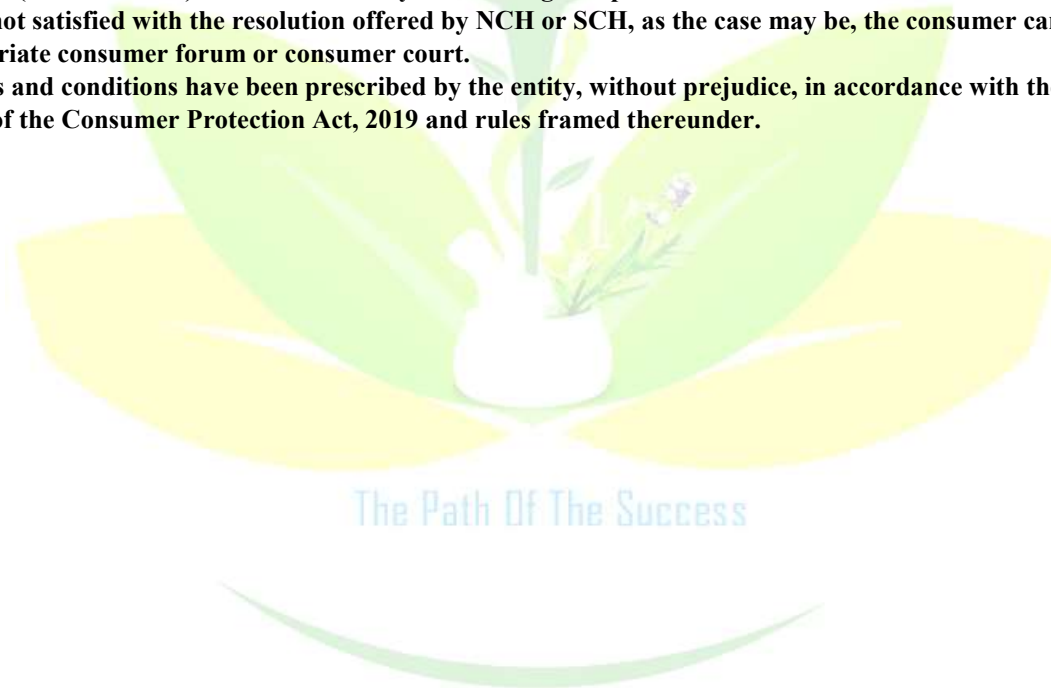 not satisfied with the resolution offered by NCH or SCH, as the case may be, the consumer
riate consumer forum or consumer court.
s and conditions have been prescribed by the entity, without prejudice, in accordance with
of the Consumer Protection Act, 2019 and rules framed thereunder.
The Path Of The Success